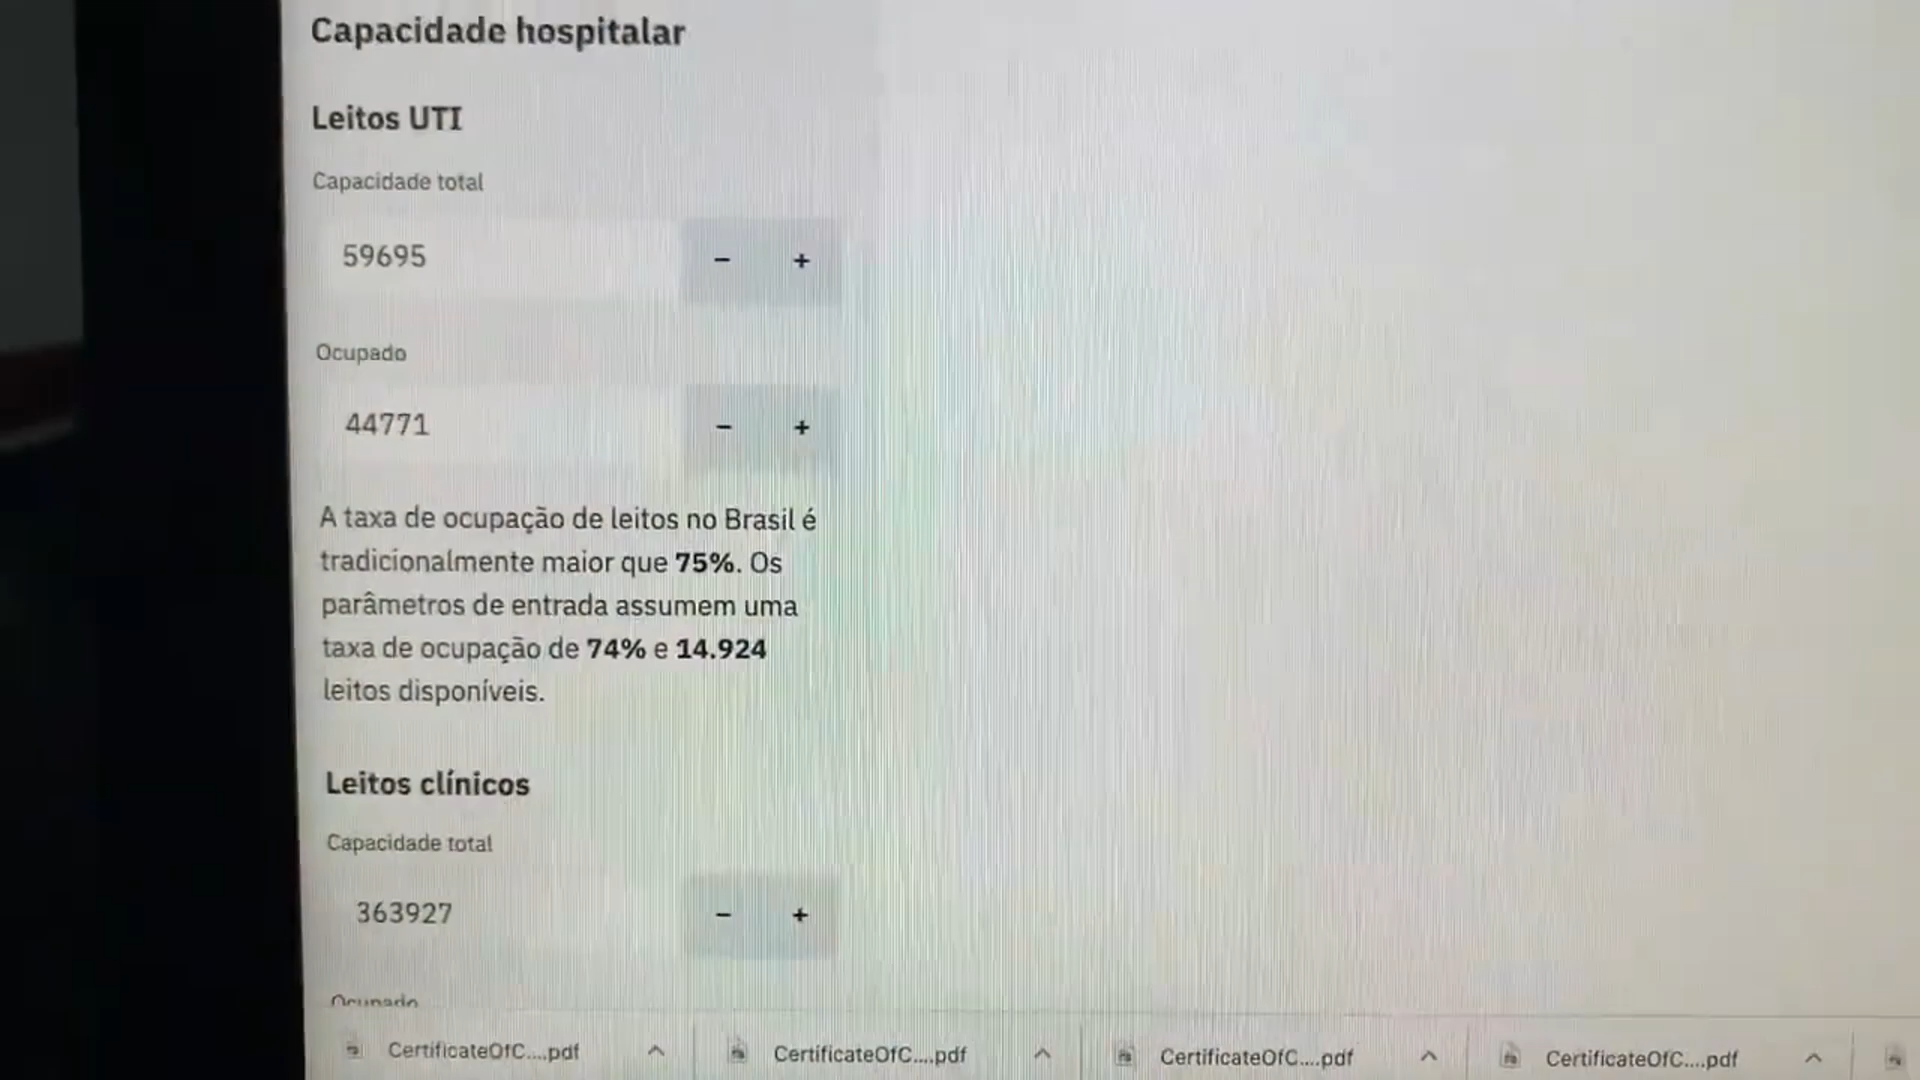 Capacidade hospitalar
Leitos UTI
Capacidade total
59695
− +
Ocupado
44771
− +
A taxa de ocupação de leitos no Brasil é
tradicionalmente maior que 75%. Os
parâmetros de entrada assumem uma
taxa de ocupação de 74% e 14.924
leitos disponíveis.
Leitos clínicos
Capacidade total
363927
− +
Ocupado
CertificateOfC....pdf CertificateOfC....pdf CertificateOfC....pdf CertificateOfC....pdf